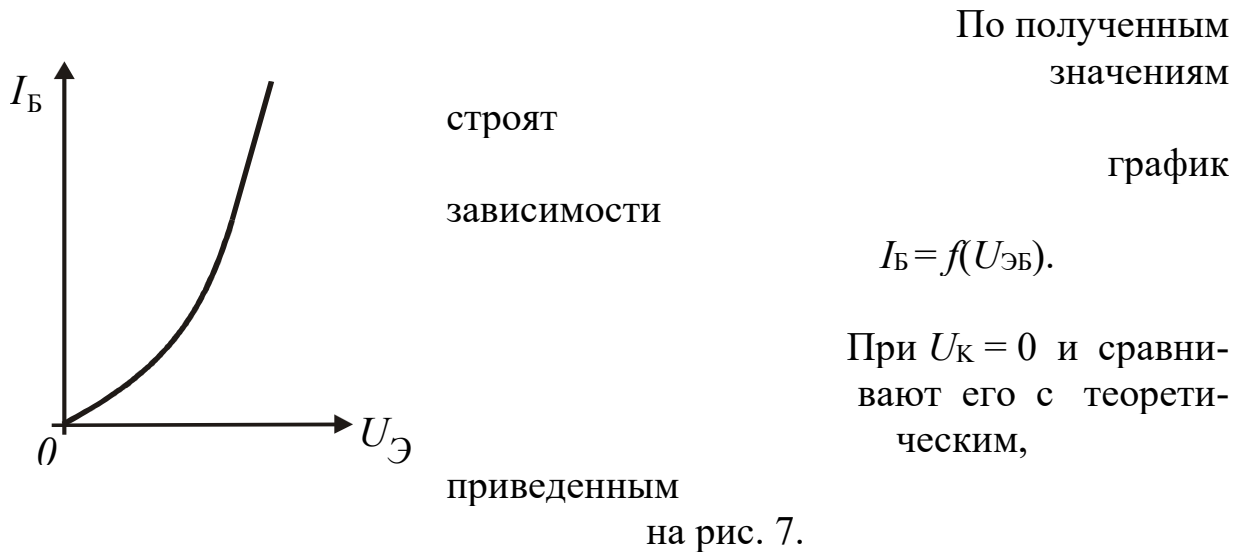 I_Б
0
U_Э
По полученным
значениям
строят
график
зависимости
I_Б = f(U_ЭБ).
При U_К = 0 и сравни-
вают его с теорети-
ческим,
приведенным
на рис. 7.